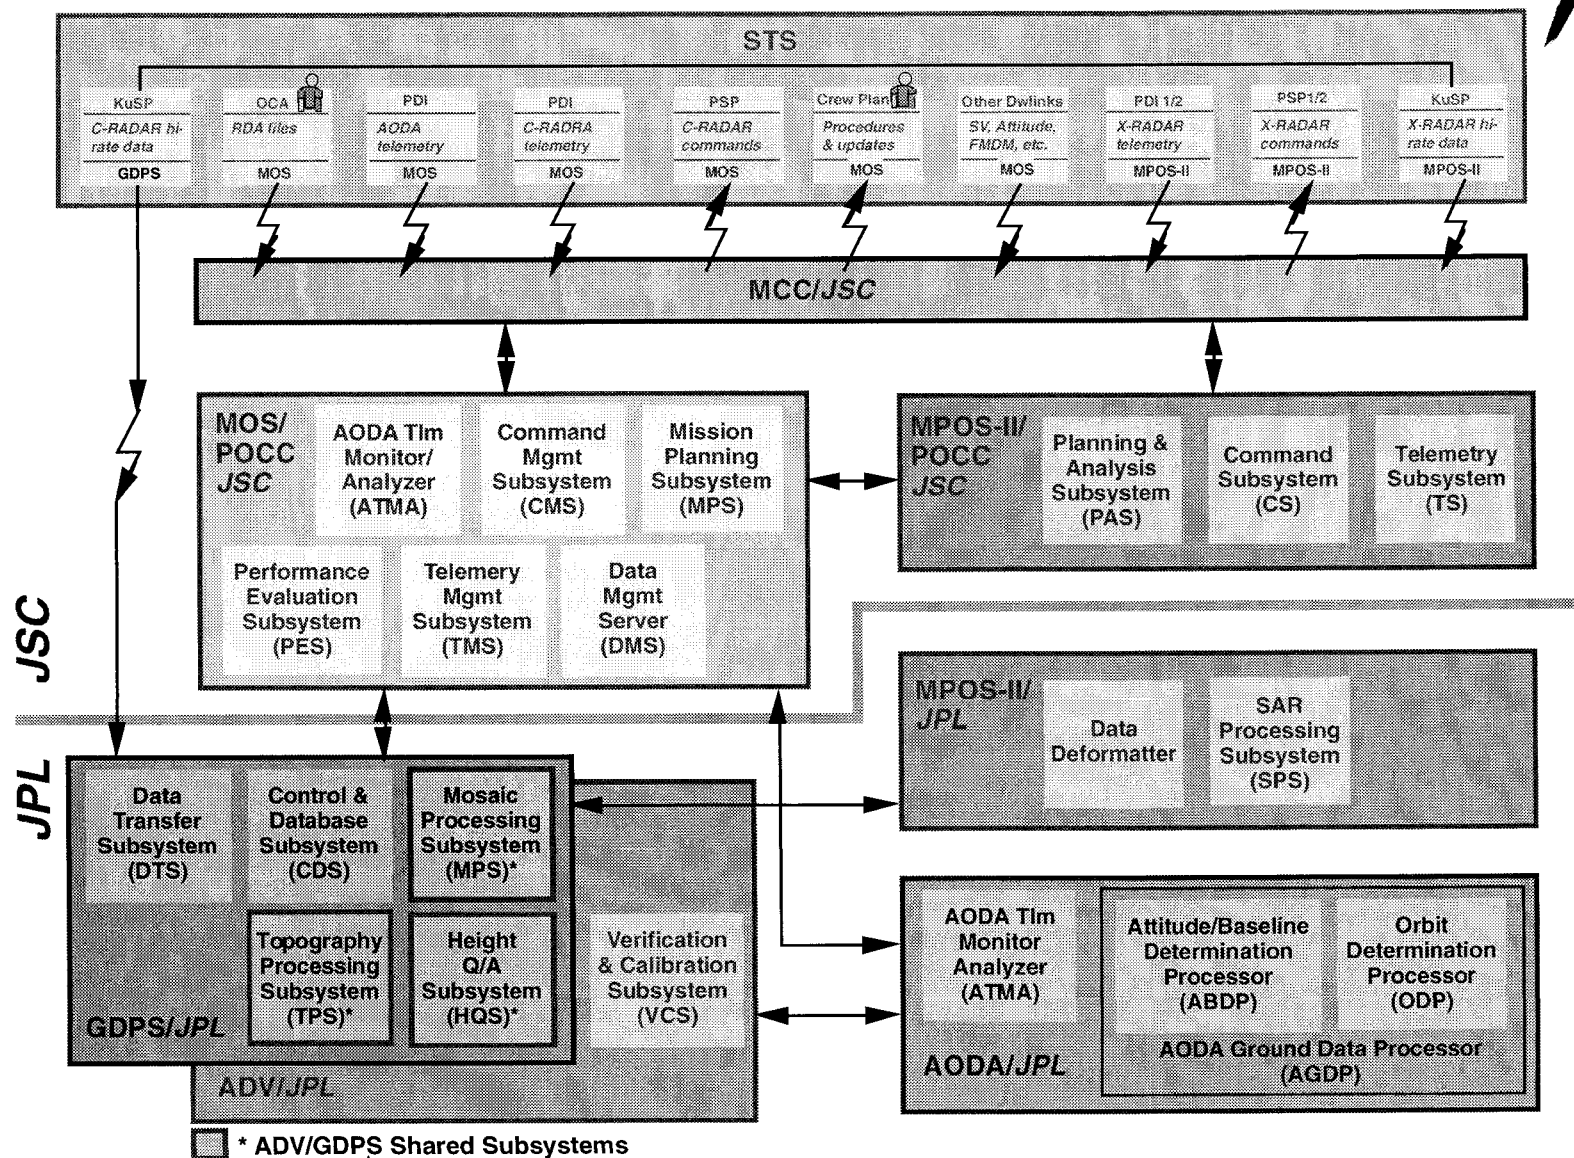 STS
KuSP
C-RADAR hi-
rate data
GDPS
OCA
RDA files
MOS
PDI
AODA
telemetry
MOS
PDI
C-RADRA
telemetry
MOS
PSP
C-RADAR
commands
MOS
Crew Plan
Procedures
& updates
MOS
Other Dwlinks
SV, Attitude,
FMDM, etc.
MOS
PDI 1/2
X-RADAR
telemetry
MPOS-II
PSP1/2
X-RADAR
commands
MPOS-II
KuSP
X-RADAR hi-
rate data
MPOS-II
MCC/JSC
MOS/
POCC
JSC
AODA Tlm
Monitor/
Analyzer
(ATMA)
Command
Mgmt
Subsystem
(CMS)
Mission
Planning
Subsystem
(MPS)
Performance
Evaluation
Subsystem
(PES)
Telemery
Mgmt
Subsystem
(TMS)
Data
Mgmt
Server
(DMS)
MPOS-II/
POCC
JSC
Planning &
Analysis
Subsystem
(PAS)
Command
Subsystem
(CS)
Telemetry
Subsystem
(TS)
JSC
JPL
MPOS-II/
JPL
Data
Deformatter
SAR
Processing
Subsystem
(SPS)
Data
Transfer
Subsystem
(DTS)
Control &
Database
Subsystem
(CDS)
Mosaic
Processing
Subsystem
(MPS)*
Topography
Processing
Subsystem
(TPS)*
Height
Q/A
Subsystem
(HQS)*
GDPS/JPL
Verification
& Calibration
Subsystem
(VCS)
ADV/JPL
AODA Tlm
Monitor
Analyzer
(ATMA)
Attitude/Baseline
Determination
Processor
(ABDP)
Orbit
Determination
Processor
(ODP)
AODA Ground Data Processor
(AGDP)
AODA/JPL
* ADV/GDPS Shared Subsystems